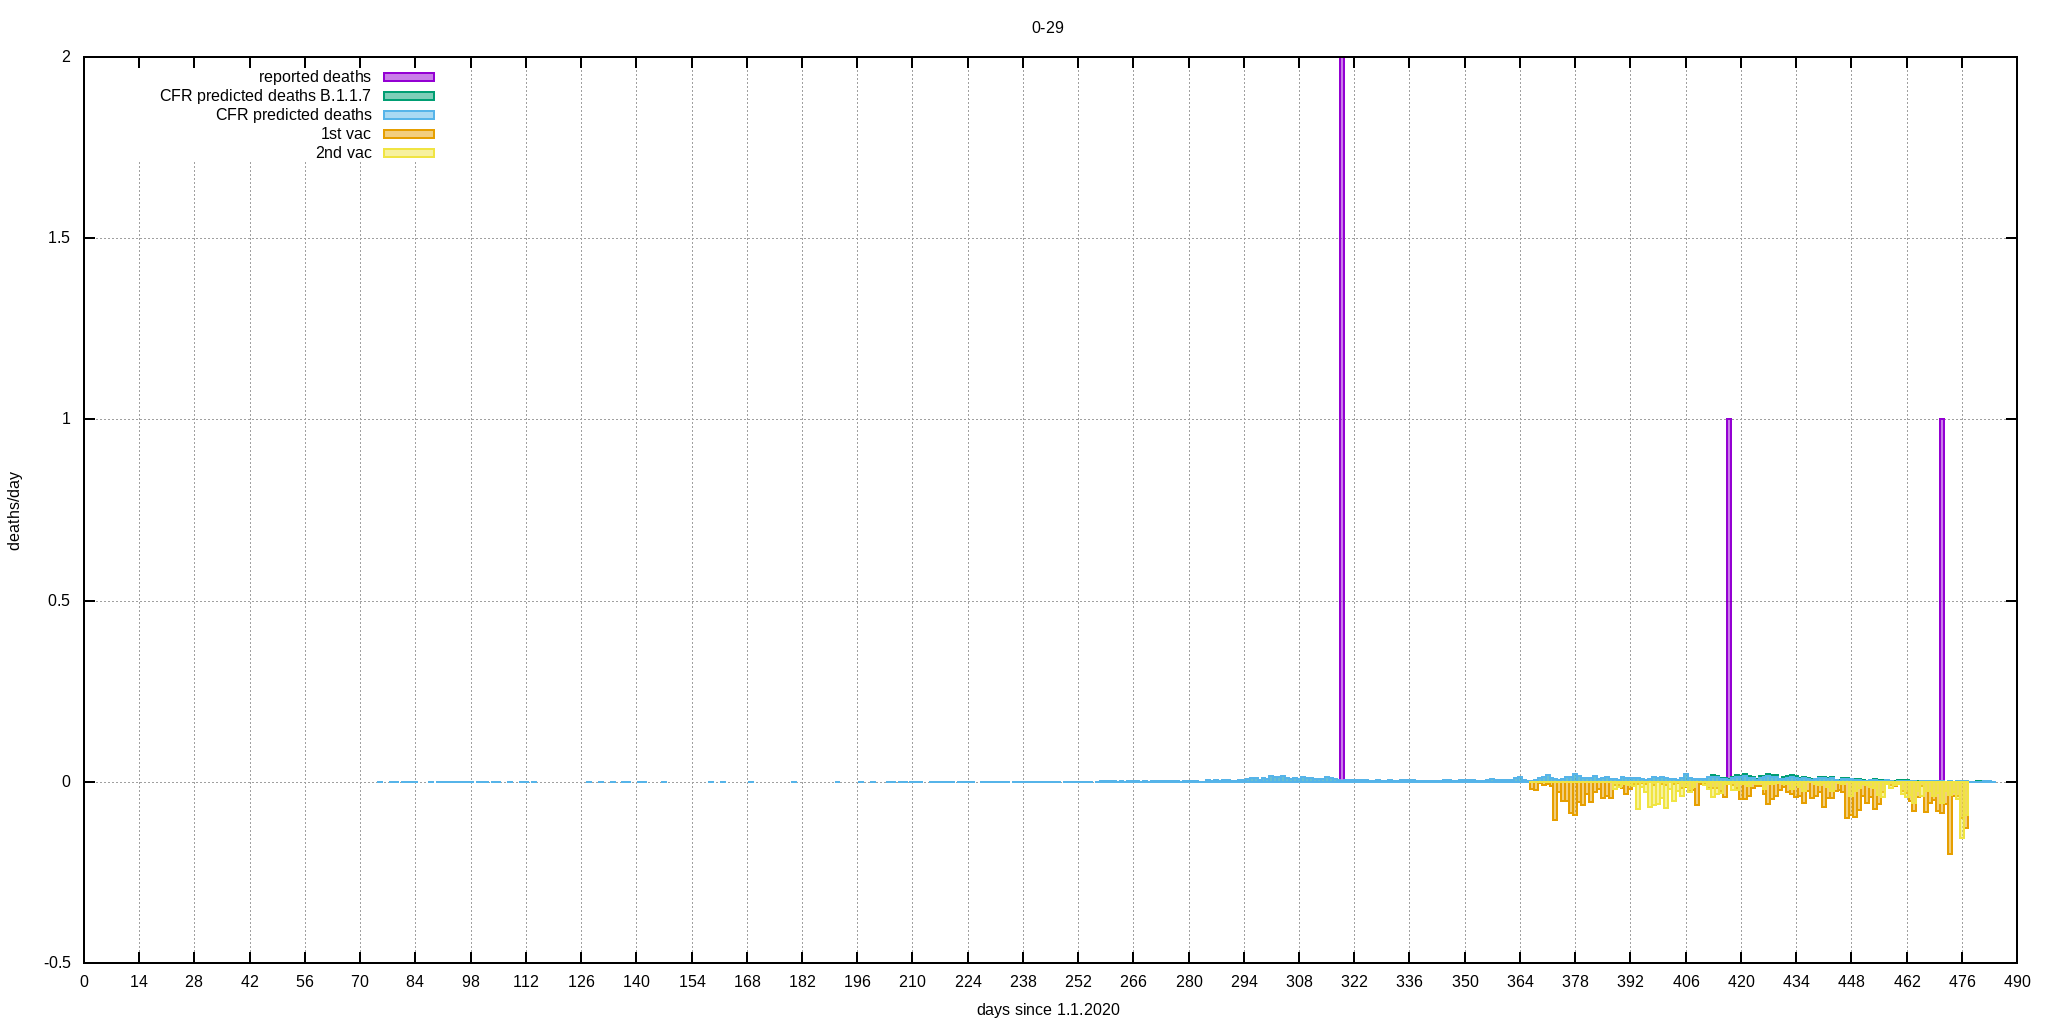 0-29
reported deaths
CFR predicted deaths B.1.1.7
CFR predicted deaths
1st vac
2nd vac
2
1.5
1
0.5
0
-0.5
deaths/day
0 14 28 42 56 70 84 98 112 126 140 154 168 182 196 210 224 238 252 266 280 294 308 322 336 350 364 378 392 406 420 434 448 462 476 490
days since 1.1.2020